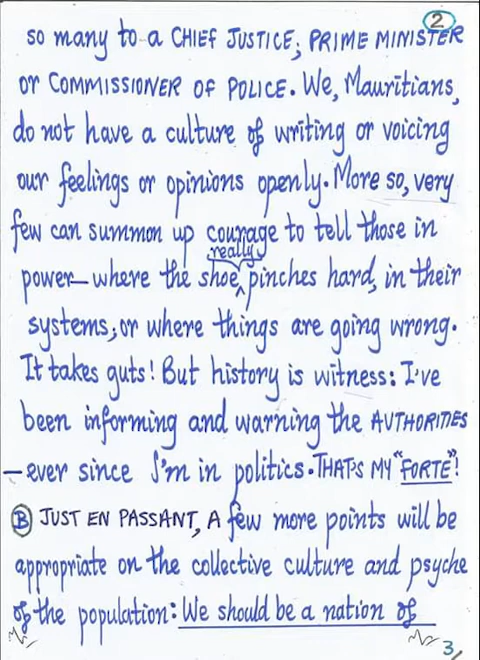 2
so many to a CHIEF JUSTICE; PRIME MINISTER
or COMMISSIONER OF POLICE. We, Mauritians,
do not have a culture of writing or voicing
our feelings or opinions openly. More so, very
few can summon up courage to tell those in
really
power—where the shoe pinches hard, in their
systems; or where things are going wrong.
It takes guts! But history is witness: I've
been informing and warning the AUTHORITIES
—ever since I'm in politics. THAT'S MY "FORTE"!
B JUST EN PASSANT, A few more points will be
appropriate on the collective culture and psyche
of the population: We should be a nation of
3/